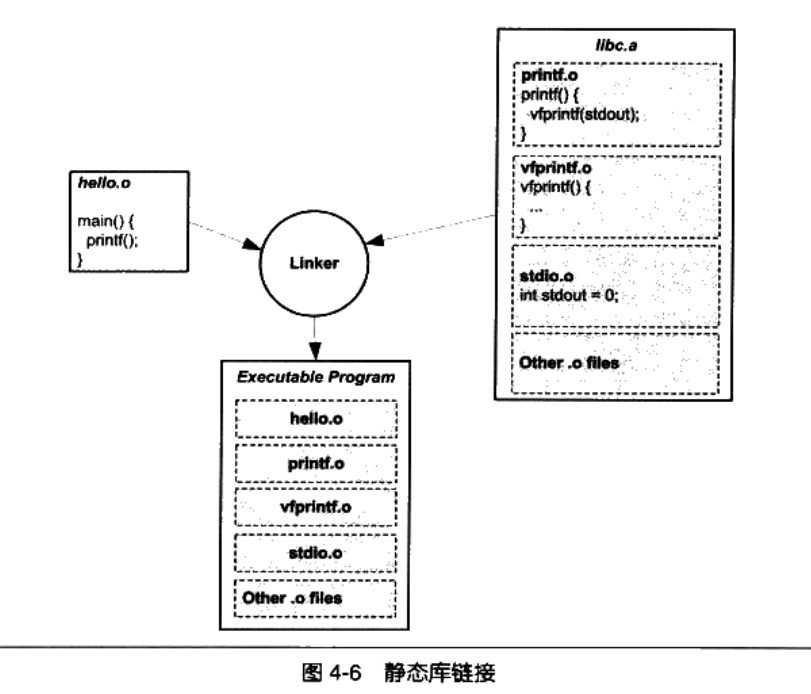 hello.o
main() {
printf();
}
Linker
libc.a
printf.o
printf() {
vfprintf(stdout);
}
vfprintf.o
vfprintf() {
...
}
stdio.o
int stdout = 0;
Other .o files
Executable Program
hello.o
printf.o
vfprintf.o
stdio.o
Other .o files
图 4-6 静态库链接